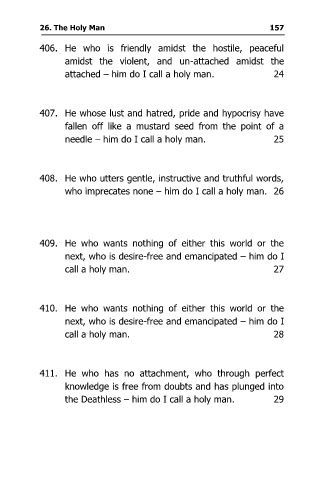 26. The Holy Man 157
406. He who is friendly amidst the hostile, peaceful
amidst the violent, and un-attached amidst the
attached – him do I call a holy man. 24
407. He whose lust and hatred, pride and hypocrisy have
fallen off like a mustard seed from the point of a
needle – him do I call a holy man. 25
408. He who utters gentle, instructive and truthful words,
who imprecates none – him do I call a holy man. 26
409. He who wants nothing of either this world or the
next, who is desire-free and emancipated – him do I
call a holy man. 27
410. He who wants nothing of either this world or the
next, who is desire-free and emancipated – him do I
call a holy man. 28
411. He who has no attachment, who through perfect
knowledge is free from doubts and has plunged into
the Deathless – him do I call a holy man. 29